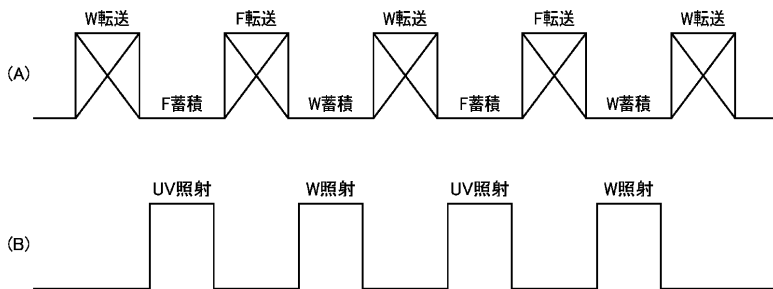 W転送 F転送 W転送 F転送 W転送
(A)
F蓄積 W蓄積 F蓄積 W蓄積
UV照射 W照射 UV照射 W照射
(B)